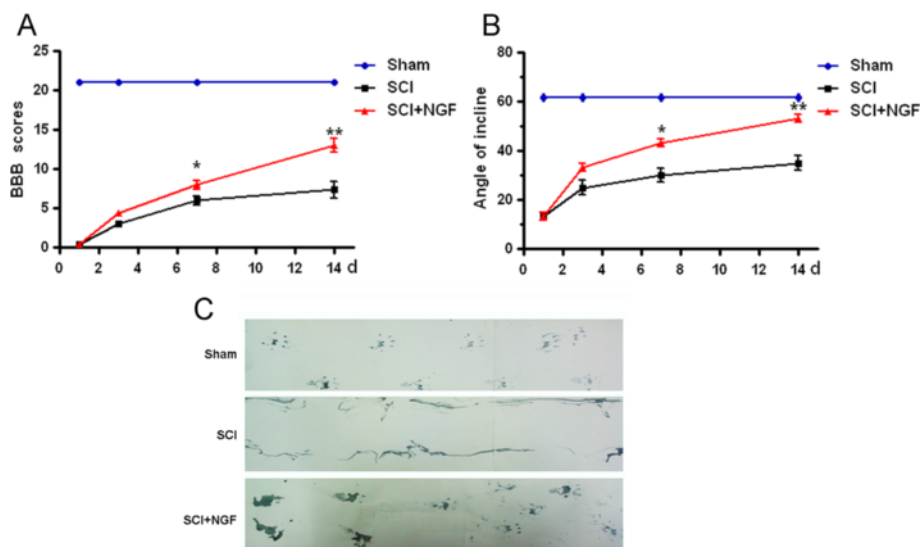 A
BBB scores
25
20
15
10
5
0
0 2 4 6 8 10 12 14 d
Sham
SCI
SCI+NGF
*
**
B
Angle of incline
80
60
40
20
0
0 2 4 6 8 10 12 14 d
Sham
SCI
SCI+NGF
*
**
C
Sham
SCI
SCI+NGF